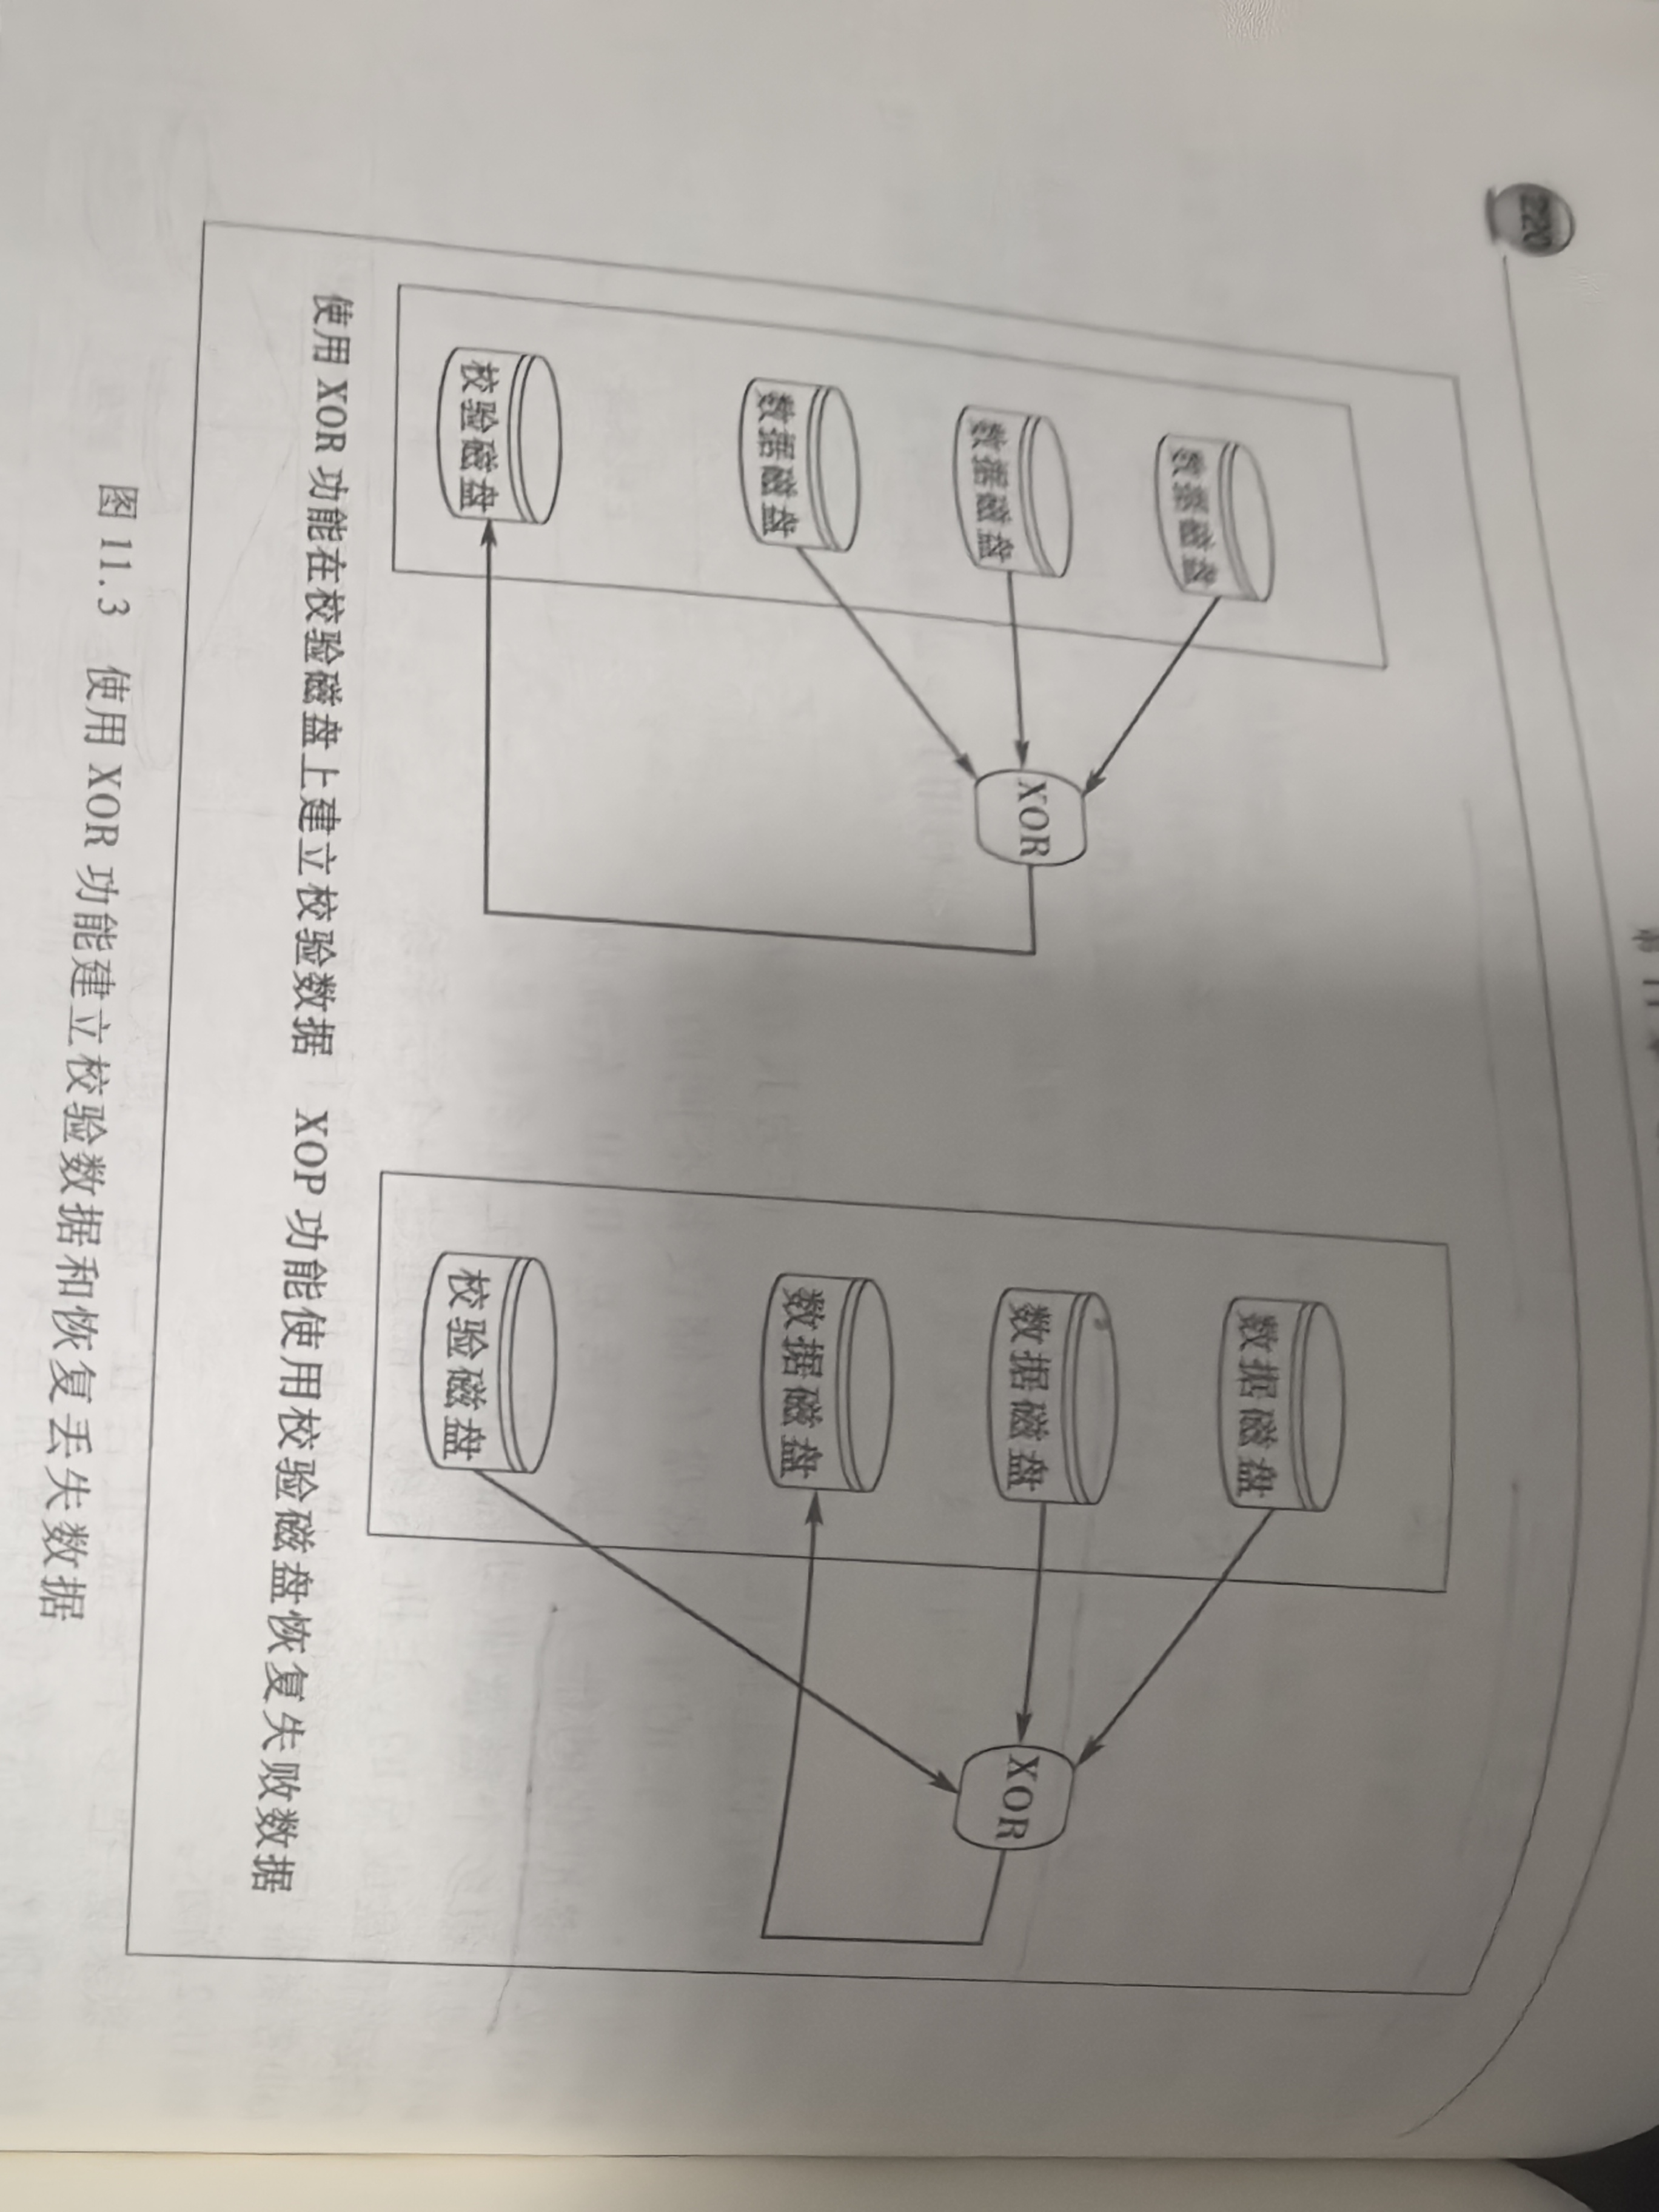 220
数据磁盘
数据磁盘
数据磁盘
校验磁盘
XOR
数据磁盘
数据磁盘
数据磁盘
校验磁盘
XOR
使用 XOR 功能在校验磁盘上建立校验数据
XOP 功能使用校验磁盘恢复失败数据
图 11.3 使用 XOR 功能建立校验数据和恢复丢失数据